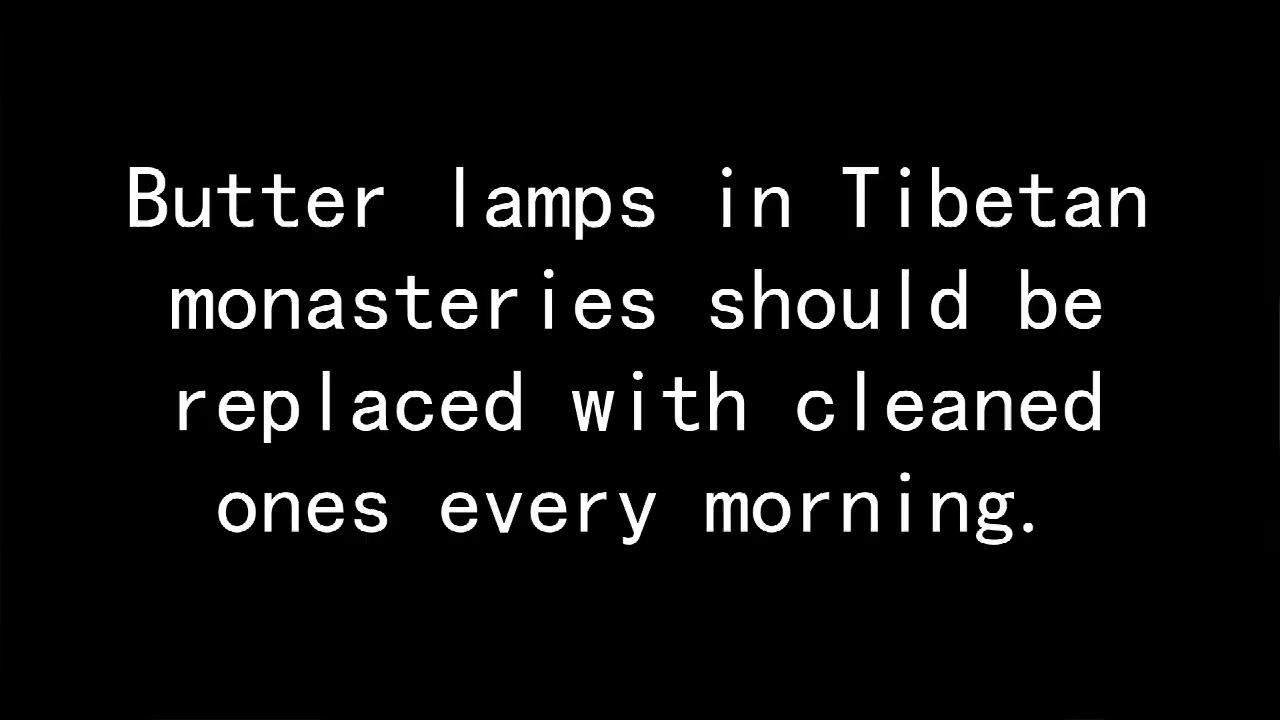 Butter lamps in Tibetan
monasteries should be
replaced with cleaned
ones every morning.